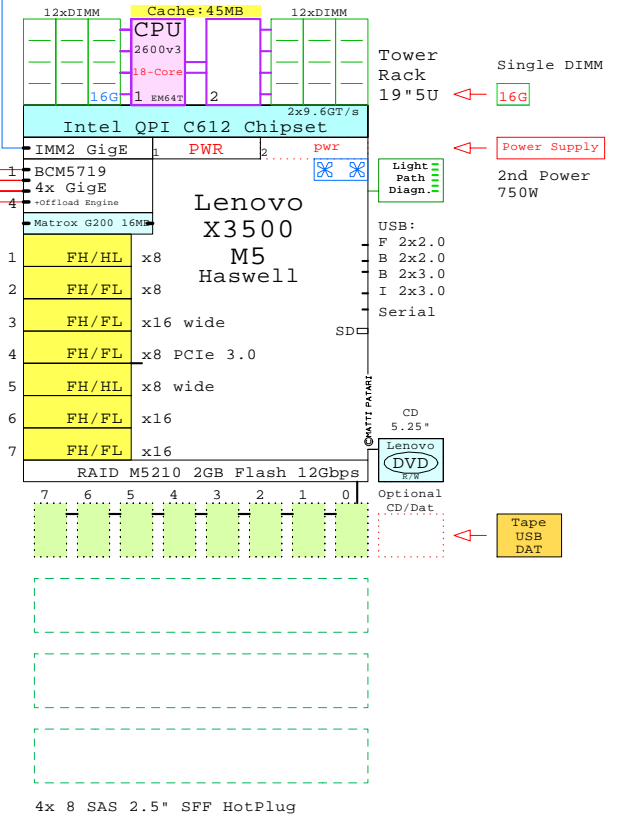 12xDIMM
Cache:45MB
12xDIMM
CPU
2600v3
18-Core
16G
1 EM64T
2
Tower
Rack
19"5U
Single DIMM
16G
2x9.6GT/s
Intel QPI C612 Chipset
IMM2 GigE
1 PWR
2 pwr
Power Supply
2nd Power
750W
1 BCM5719
4x GigE
4 +Offload Engine
Matrox G200 16MB
Light
Path
Diagn.
Lenovo
X3500
M5
Haswell
USB:
F 2x2.0
B 2x2.0
B 2x3.0
I 2x3.0
Serial
SD
1 FH/HL x8
2 FH/FL x8
3 FH/FL x16 wide
4 FH/FL x8 PCIe 3.0
5 FH/HL x8 wide
6 FH/FL x16
7 FH/FL x16
©MATTI PATARI
CD
5.25"
Lenovo
DVD
R/W
RAID M5210 2GB Flash 12Gbps
7 6 5 4 3 2 1 0
Optional
CD/Dat
Tape
USB
DAT
4x 8 SAS 2.5" SFF HotPlug